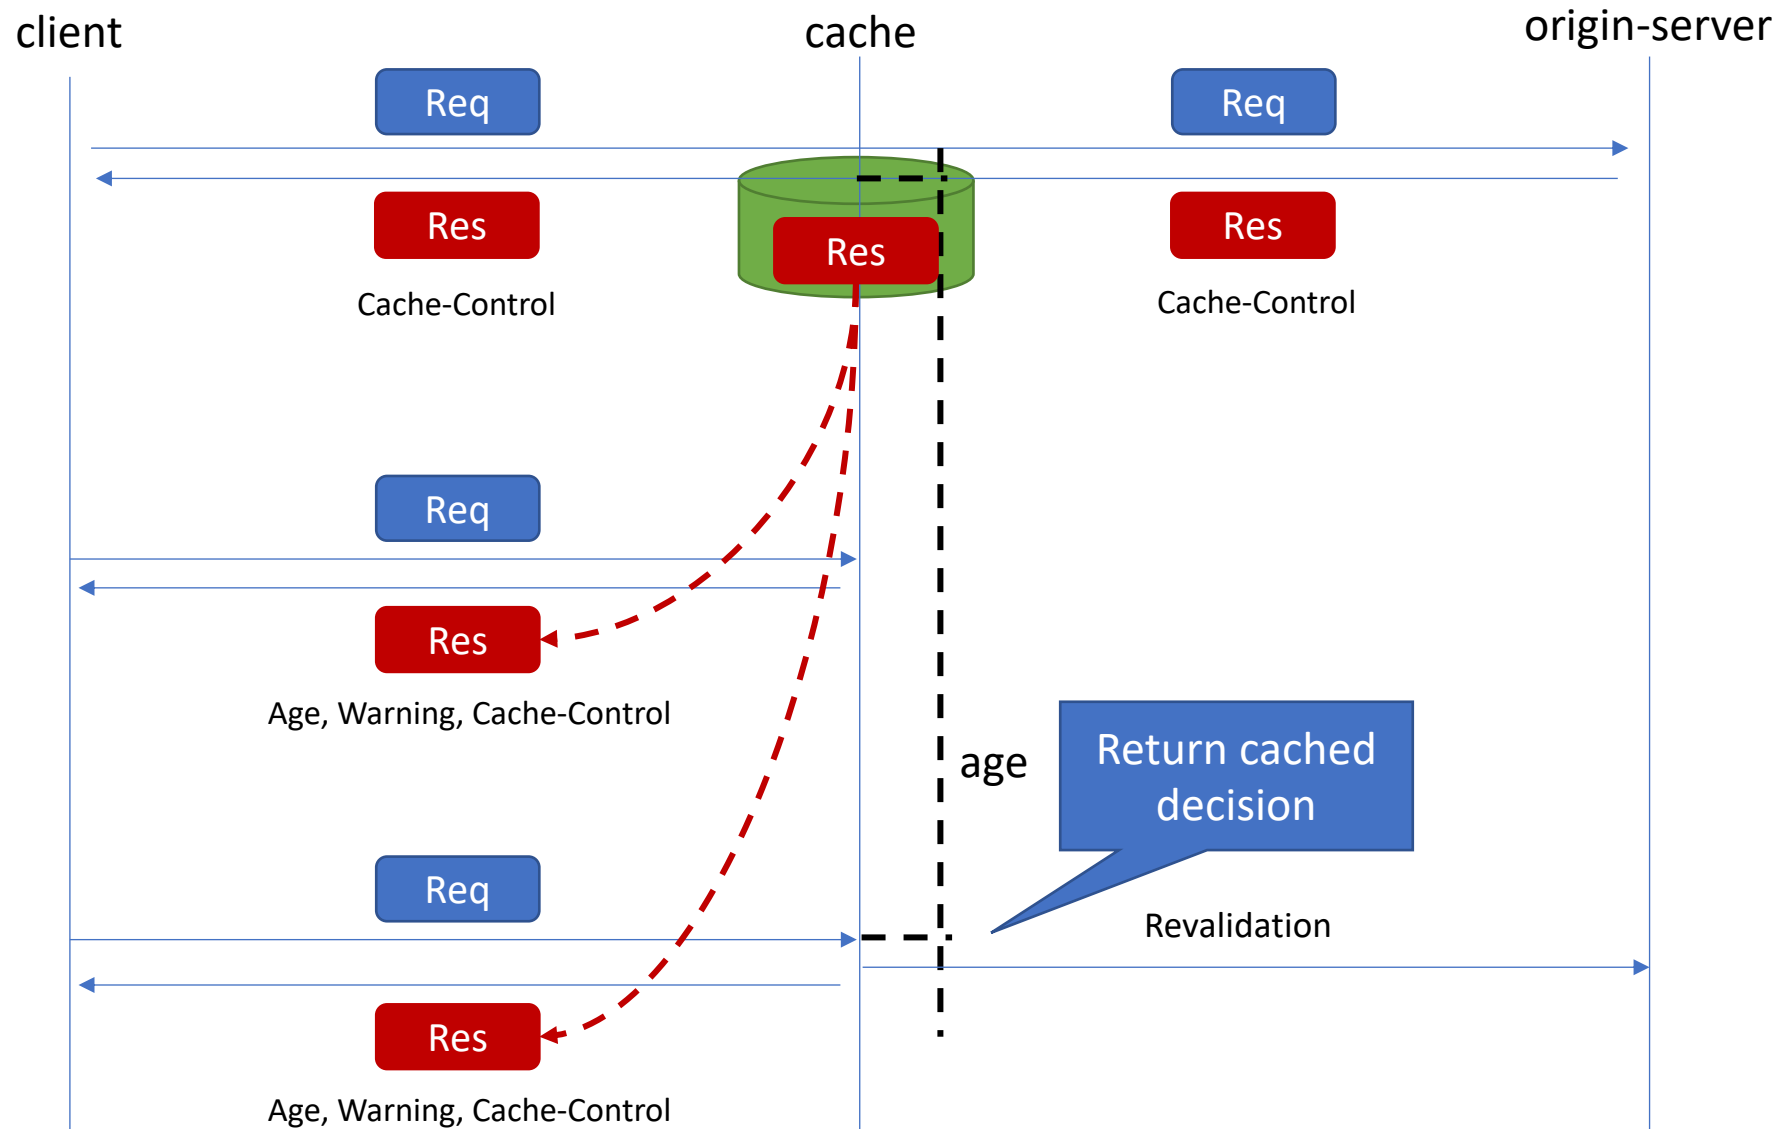 client
cache
origin-server
Req
Req
Res
Res
Res
Cache-Control
Cache-Control
Req
Res
Age, Warning, Cache-Control
age
Return cached
decision
Req
Revalidation
Res
Age, Warning, Cache-Control